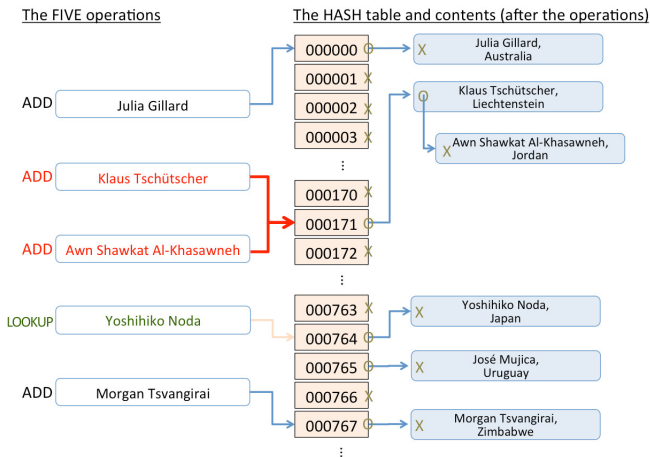 The FIVE operations
The HASH table and contents (after the operations)
ADD
Julia Gillard
ADD
Klaus Tschütscher
ADD
Awn Shawkat Al-Khasawneh
LOOKUP
Yoshihiko Noda
ADD
Morgan Tsvangirai
000000 O
000001 X
000002 X
000003 X
...
000170 X
000171 O
000172 X
...
000763 X
000764 O
000765 O
000766 X
000767 O
...
X Julia Gillard,
Australia
O Klaus Tschütscher,
Liechtenstein
X Awn Shawkat Al-Khasawneh,
Jordan
X Yoshihiko Noda,
Japan
X José Mujica,
Uruguay
X Morgan Tsvangirai,
Zimbabwe